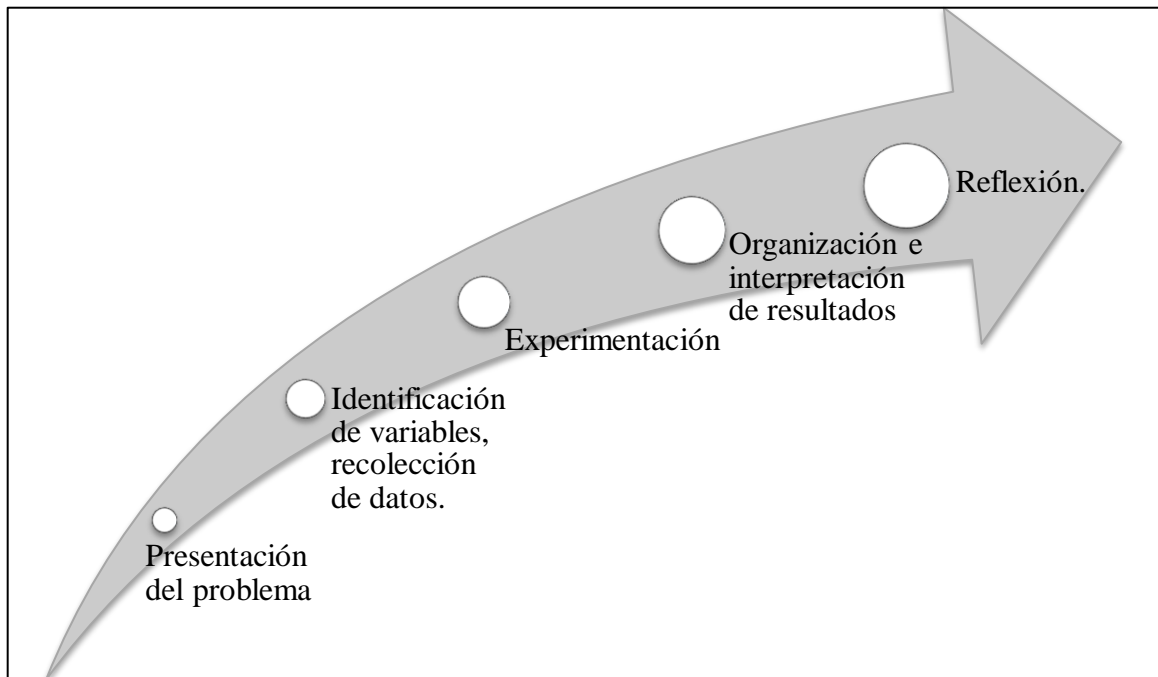 Presentación
del problema
Identificación
de variables,
recolección
de datos.
Experimentación
Organización e
interpretación
de resultados
Reflexión.